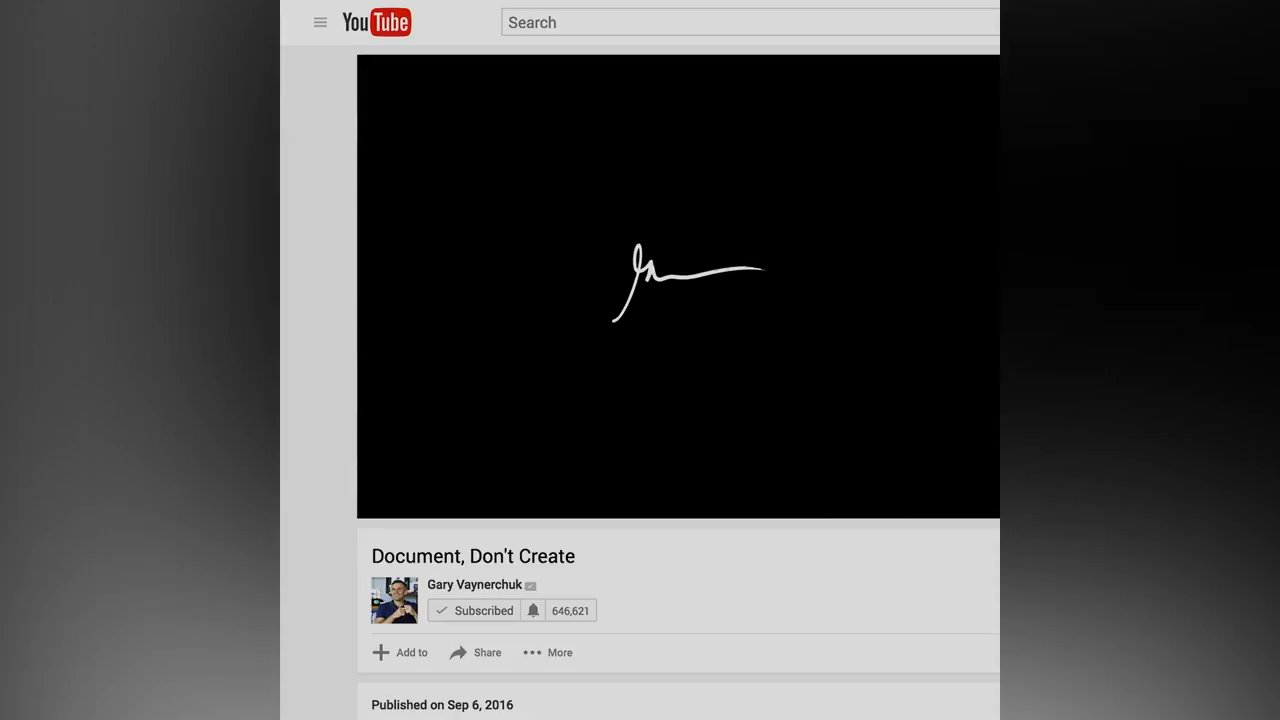 YouTube
Search
Document, Don't Create
Gary Vaynerchuk
Subscribed 646,621
Add to Share More
Published on Sep 6, 2016